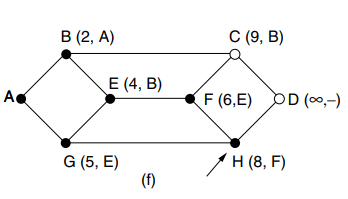 B (2, A)
C (9, B)
E (4, B)
A
F (6,E)
D (∞,–)
G (5, E)
H (8, F)
(f)